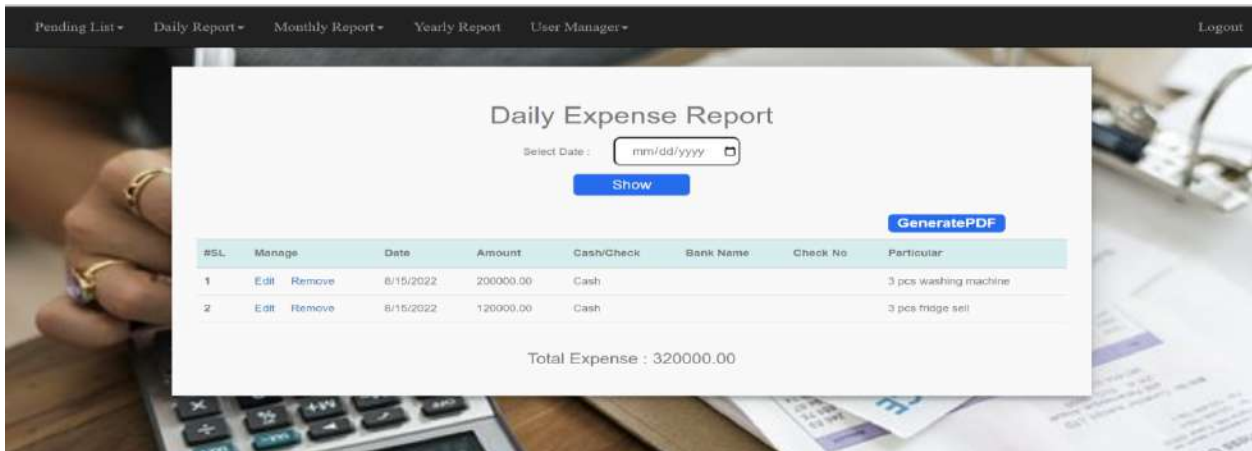 Pending List Daily Report Monthly Report Yearly Report User Manager Logout
Daily Expense Report
Select Date : mm/dd/yyyy
Show
GeneratePDF
#SL Manage Date Amount Cash/Check Bank Name Check No Particular
1 Edit Remove 8/15/2022 200000.00 Cash 3 pcs washing machine
2 Edit Remove 8/15/2022 120000.00 Cash 3 pcs fridge sell
Total Expense : 320000.00